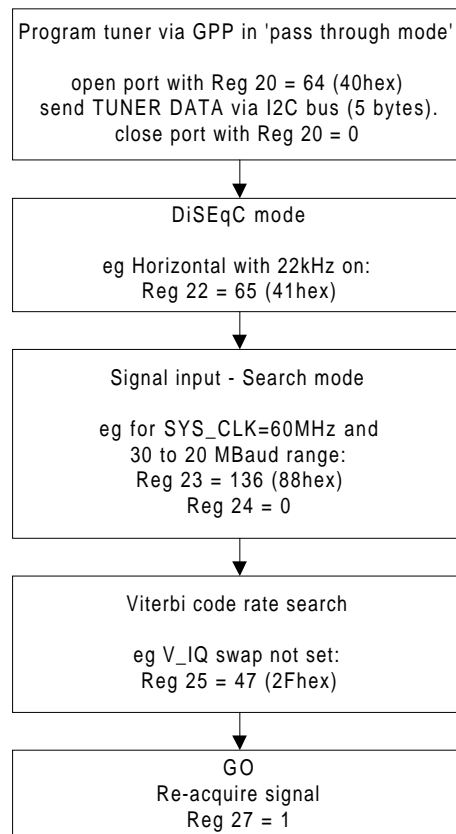 Program tuner via GPP in 'pass through mode'
open port with Reg 20 = 64 (40hex)
send TUNER DATA via I2C bus (5 bytes).
close port with Reg 20 = 0
DiSEqC mode
eg Horizontal with 22kHz on:
Reg 22 = 65 (41hex)
Signal input - Search mode
eg for SYS_CLK=60MHz and
30 to 20 MBaud range:
Reg 23 = 136 (88hex)
Reg 24 = 0
Viterbi code rate search
eg V_IQ swap not set:
Reg 25 = 47 (2Fhex)
GO
Re-acquire signal
Reg 27 = 1